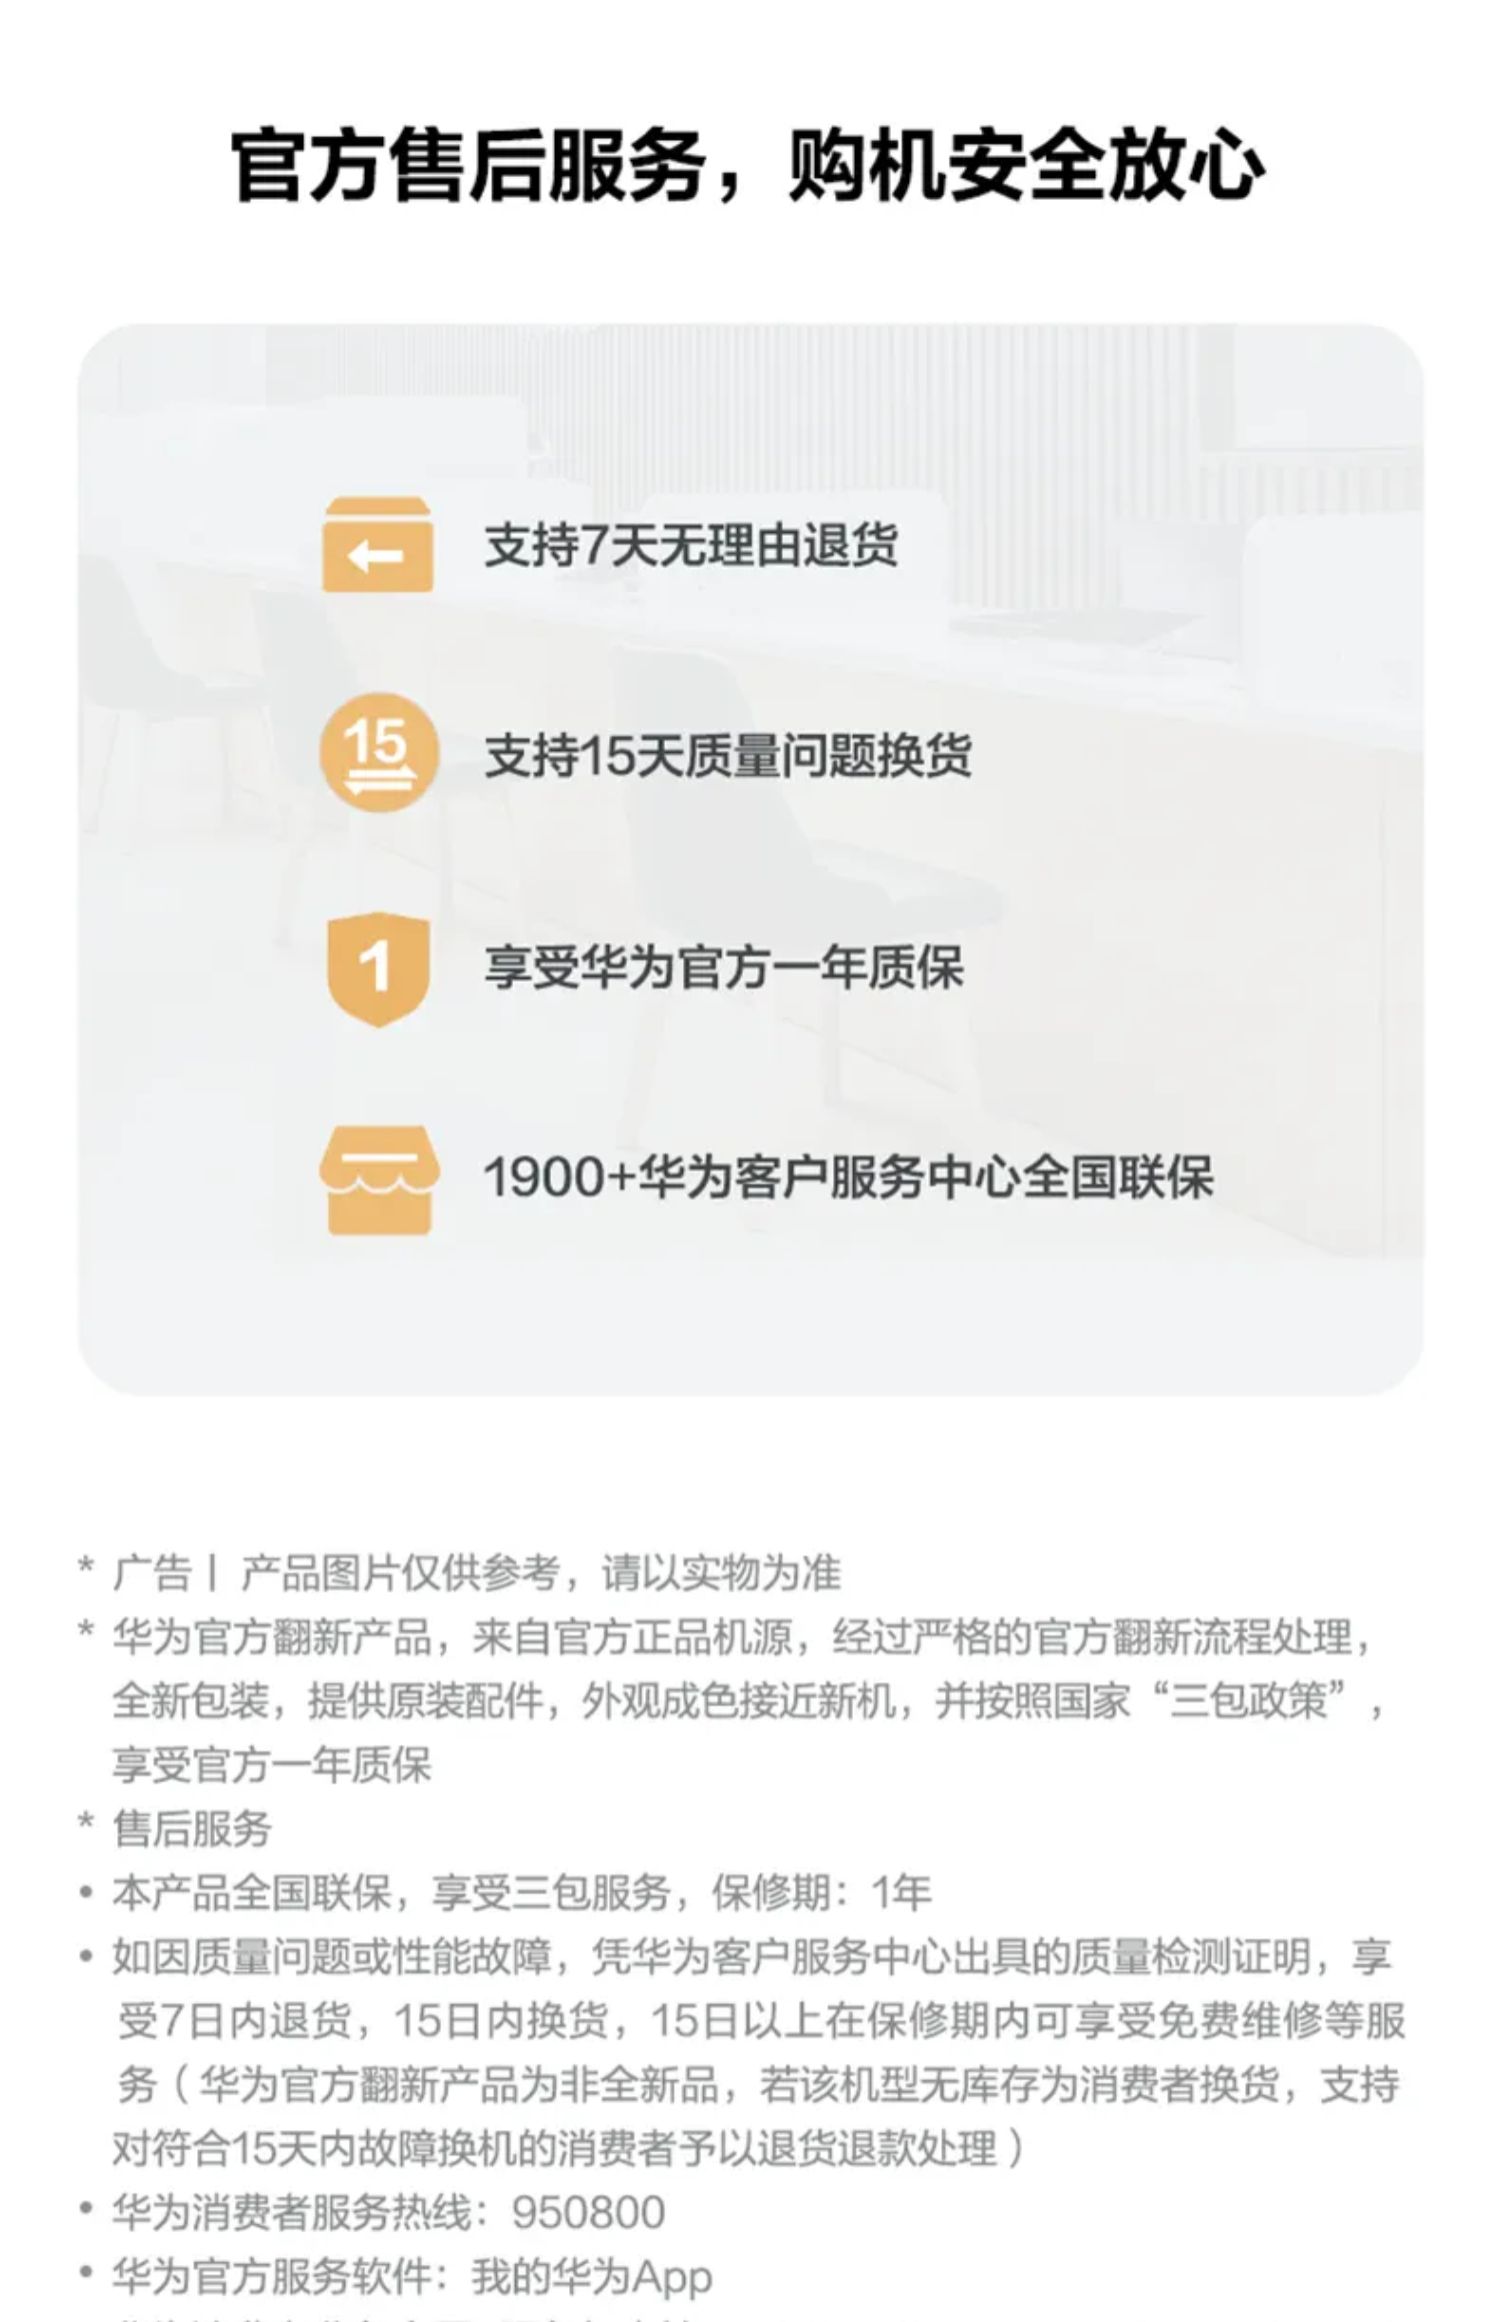 官方售后服务，购机安全放心
支持7天无理由退货
15
支持15天质量问题换货
1
享受华为官方一年质保
1900+华为客户服务中心全国联保
* 广告丨 产品图片仅供参考，请以实物为准
* 华为官方翻新产品，来自官方正品机源，经过严格的官方翻新流程处理，
全新包装，提供原装配件，外观成色接近新机，并按照国家“三包政策”，
享受官方一年质保
* 售后服务
• 本产品全国联保，享受三包服务，保修期：1年
• 如因质量问题或性能故障，凭华为客户服务中心出具的质量检测证明，享
受7日内退货，15日内换货，15日以上在保修期内可享受免费维修等服
务（华为官方翻新产品为非全新品，若该机型无库存为消费者换货，支持
对符合15天内故障换机的消费者予以退货退款处理）
• 华为消费者服务热线：950800
• 华为官方服务软件：我的华为App